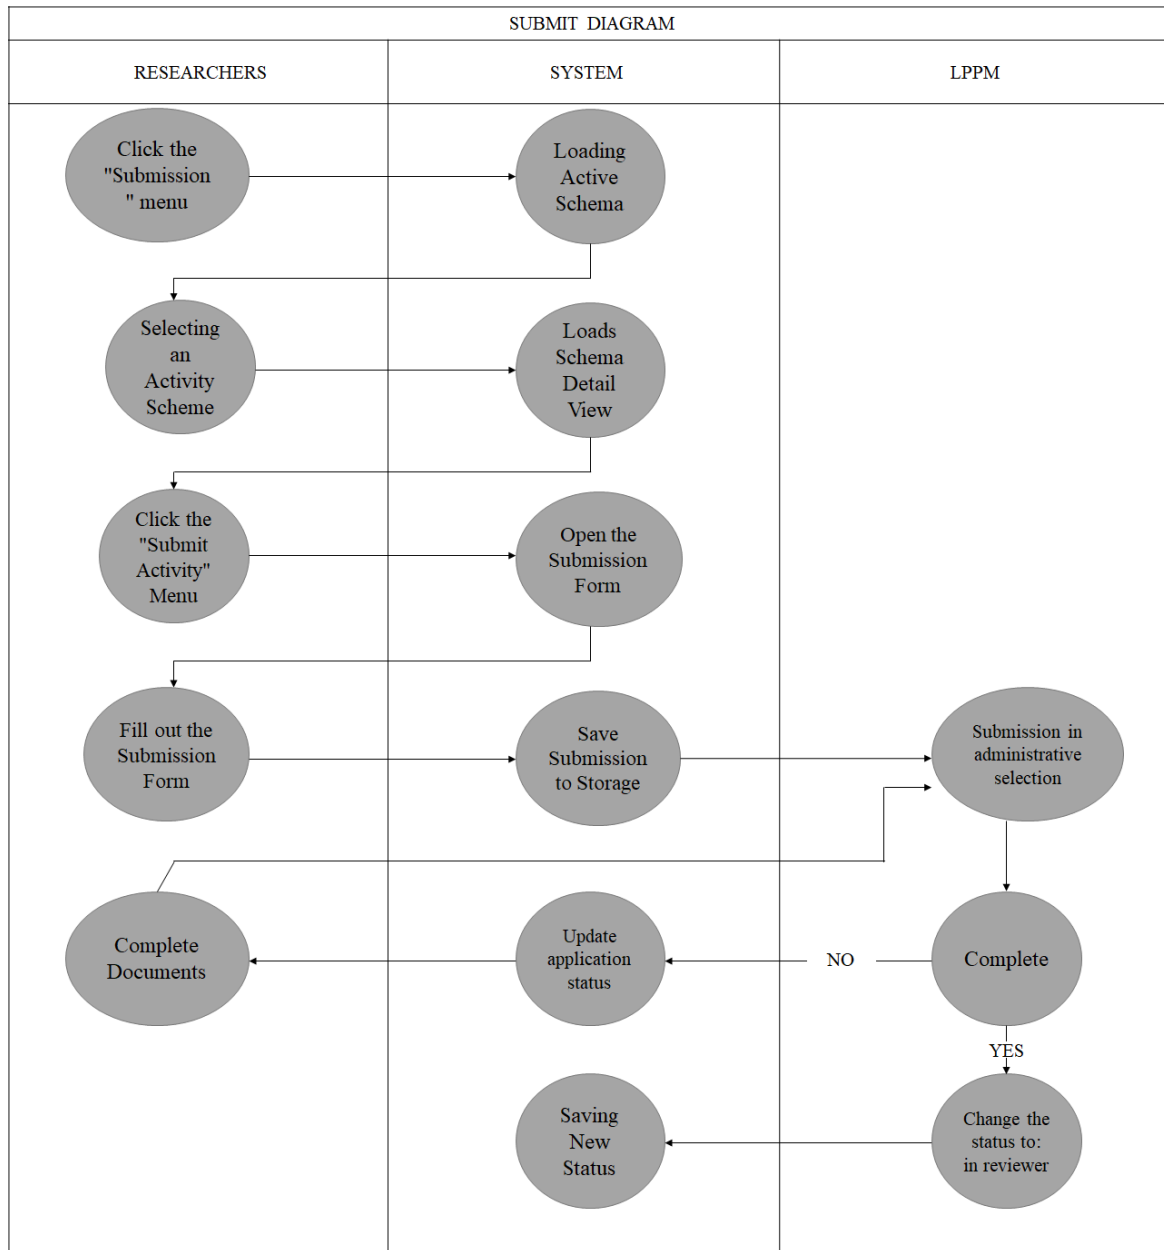 SUBMIT DIAGRAM
RESEARCHERS
SYSTEM
LPPM
Click the
"Submission
" menu
Loading
Active
Schema
Selecting
an
Activity
Scheme
Loads
Schema
Detail
View
Click the
"Submit
Activity"
Menu
Open the
Submission
Form
Fill out the
Submission
Form
Save
Submission
to Storage
Submission in
administrative
selection
Complete
Documents
Update
application
status
NO
Complete
YES
Saving
New
Status
Change the
status to:
in reviewer